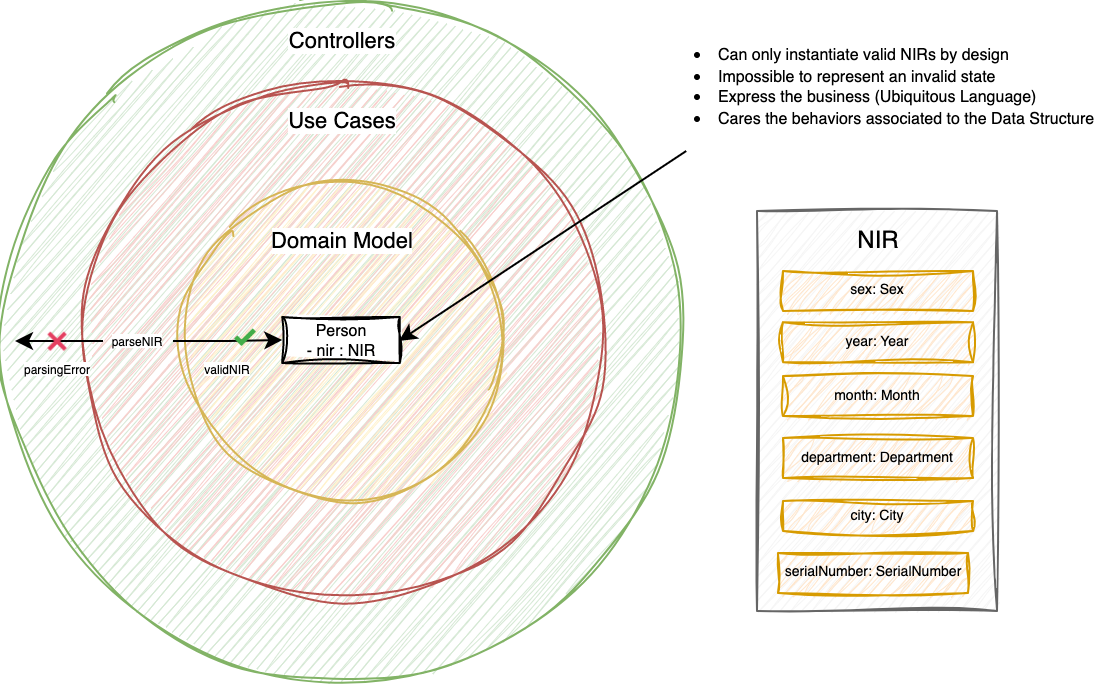 Controllers
Use Cases
Domain Model
Person
- nir : NIR
parseNIR
parsingError
validNIR
• Can only instantiate valid NIRs by design
• Impossible to represent an invalid state
• Express the business (Ubiquitous Language)
• Cares the behaviors associated to the Data Structure
NIR
sex: Sex
year: Year
month: Month
department: Department
city: City
serialNumber: SerialNumber